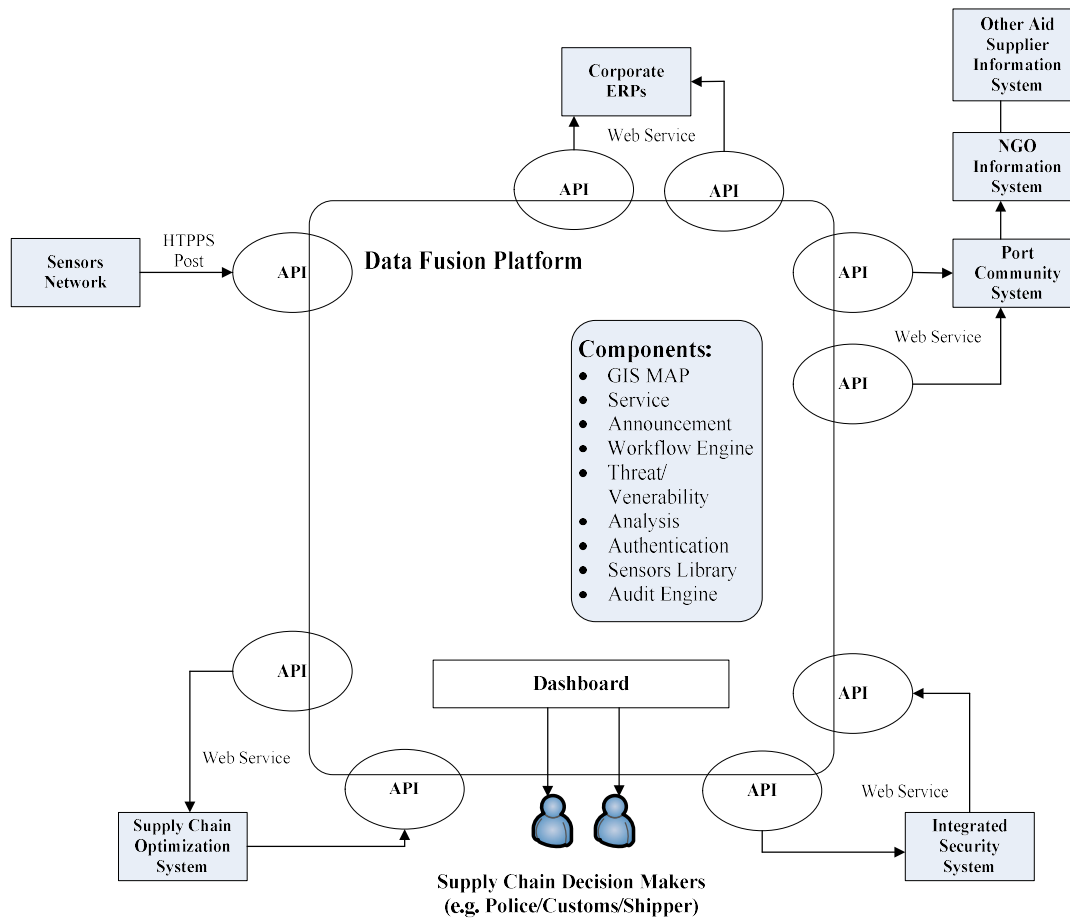 Other Aid
Supplier
Information
System
Corporate
ERPs
Web Service
NGO
Information
System
API
API
HTPPS
Post
Sensors
Network
API
Data Fusion Platform
API
Port
Community
System
Web Service
API
Components:
● GIS MAP
● Service
● Announcement
● Workflow Engine
● Threat/
Venerability
● Analysis
● Authentication
● Sensors Library
● Audit Engine
API
Dashboard
API
Web Service
API
API
Web Service
Supply Chain
Optimization
System
Integrated
Security
System
Supply Chain Decision Makers
(e.g. Police/Customs/Shipper)